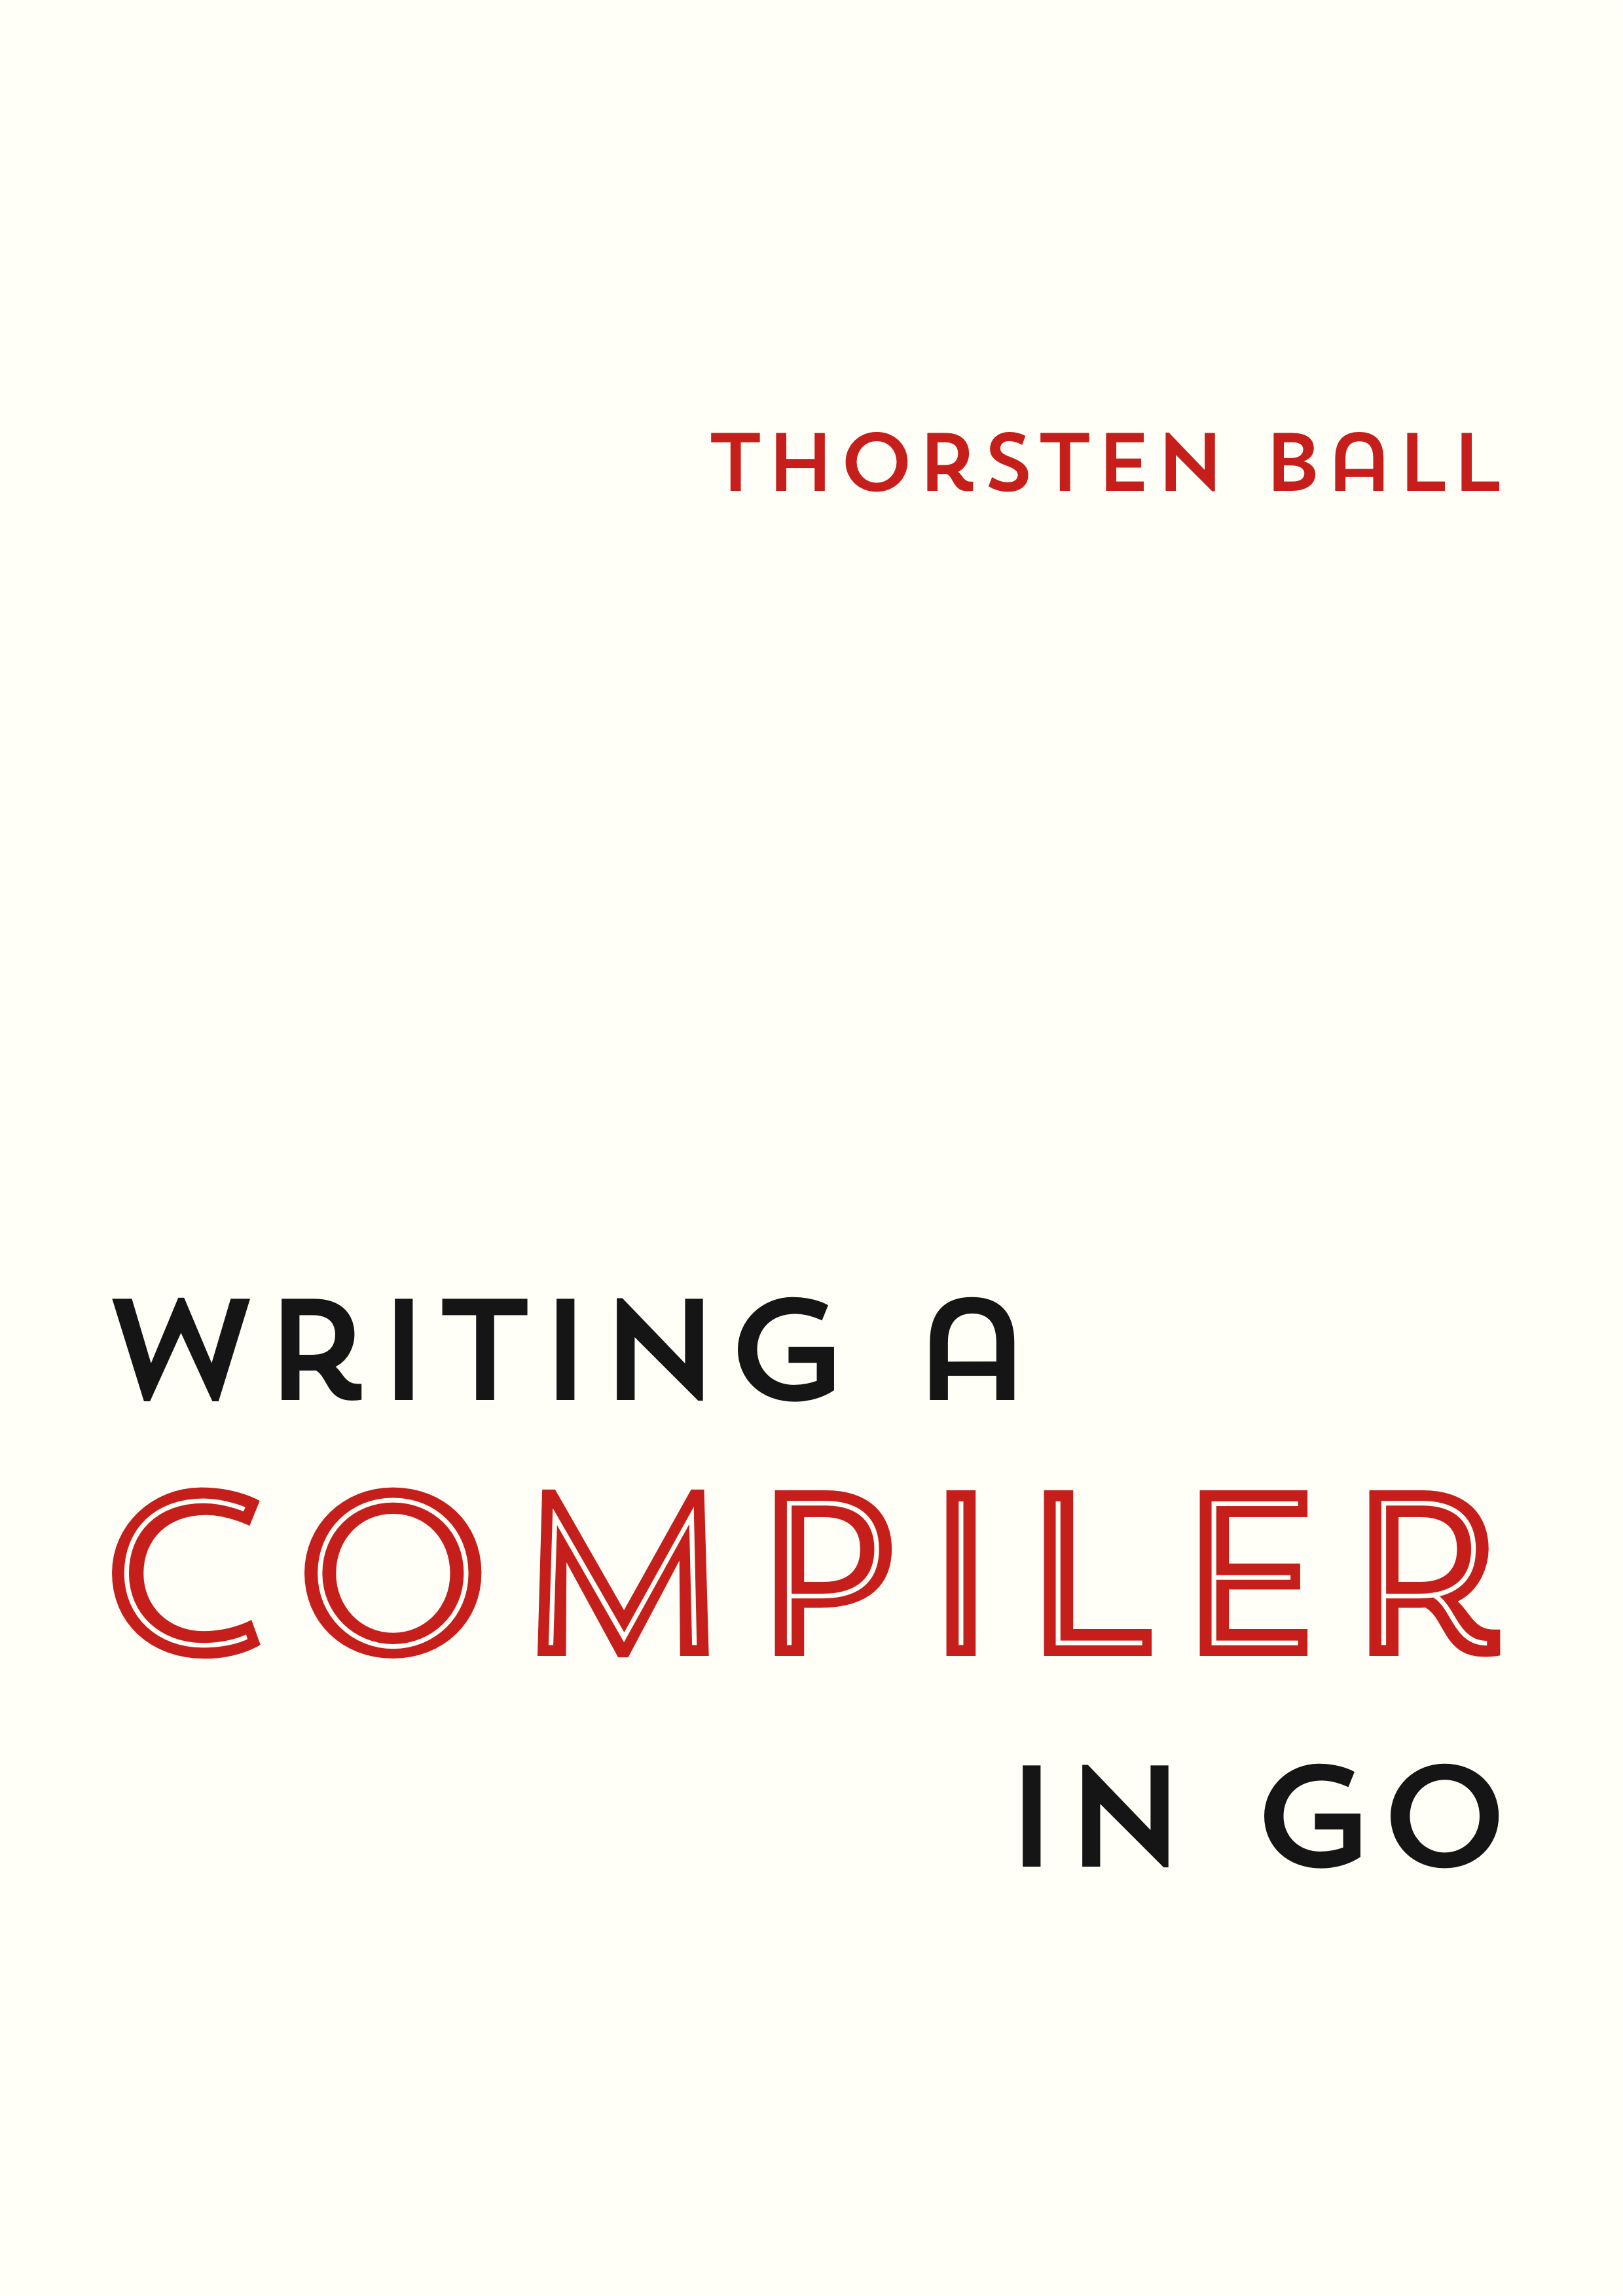 THORSTEN BALL
WRITING A
COMPILER
IN GO